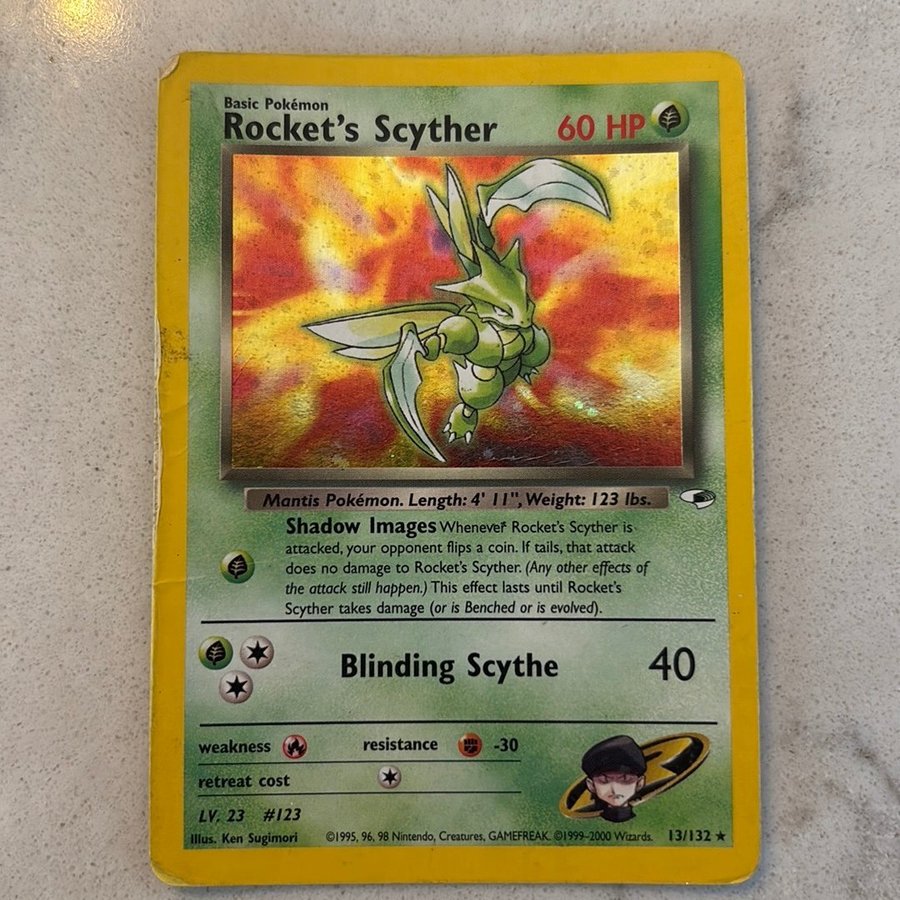 Basic Pokémon
Rocket's Scyther 60 HP
Mantis Pokémon. Length: 4' 11", Weight: 123 lbs.
Shadow Images Whenever Rocket's Scyther is
attacked, your opponent flips a coin. If tails, that attack
does no damage to Rocket's Scyther. (Any other effects of
the attack still happen.) This effect lasts until Rocket's
Scyther takes damage (or is Benched or is evolved).
Blinding Scythe 40
weakness resistance -30
retreat cost
LV. 23 #123
Illus. Ken Sugimori ©1995, 96, 98 Nintendo, Creatures, GAMEFREAK. ©1999-2000 Wizards. 13/132 ★